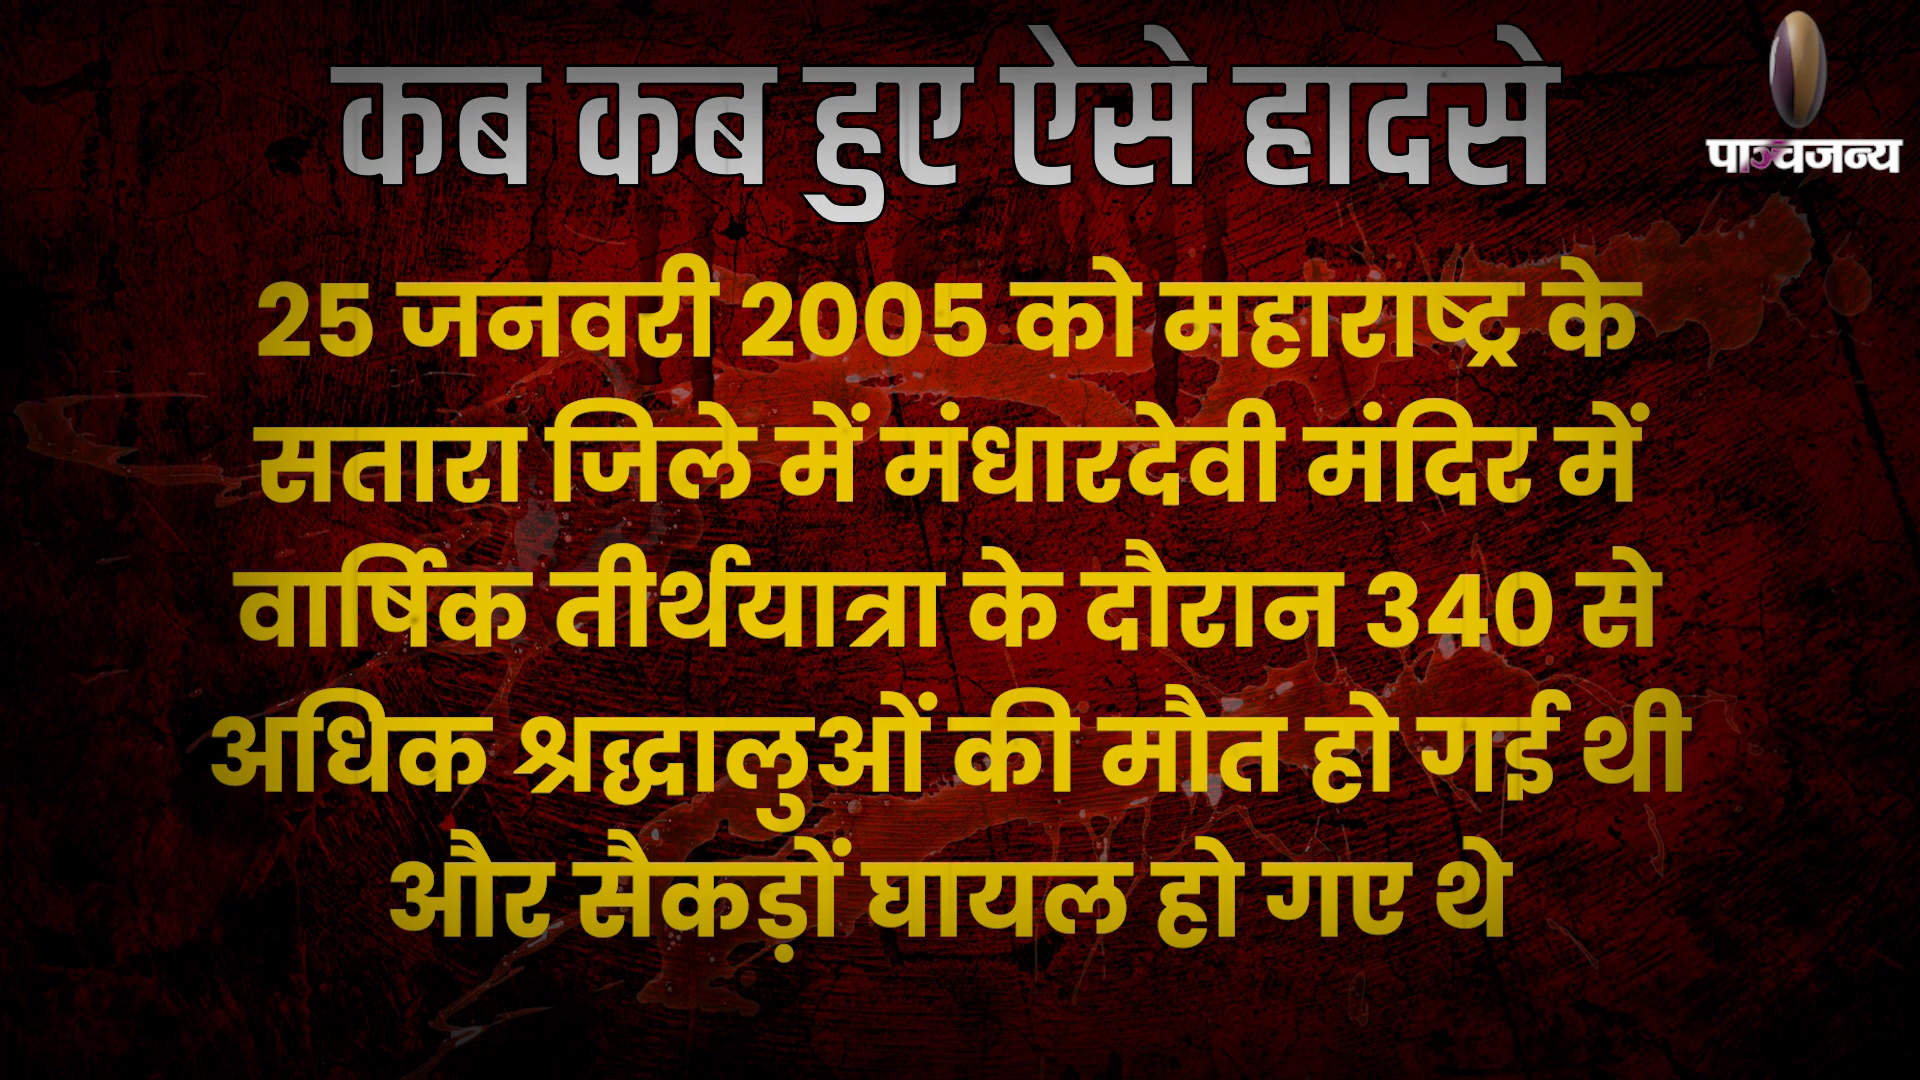 कब कब हुए ऐसे हादसे
पाञ्चजन्य
25 जनवरी 2005 को महाराष्ट्र के
सतारा जिले में मंधारदेवी मंदिर में
वार्षिक तीर्थयात्रा के दौरान 340 से
अधिक श्रद्धालुओं की मौत हो गई थी
और सैकड़ों घायल हो गए थे